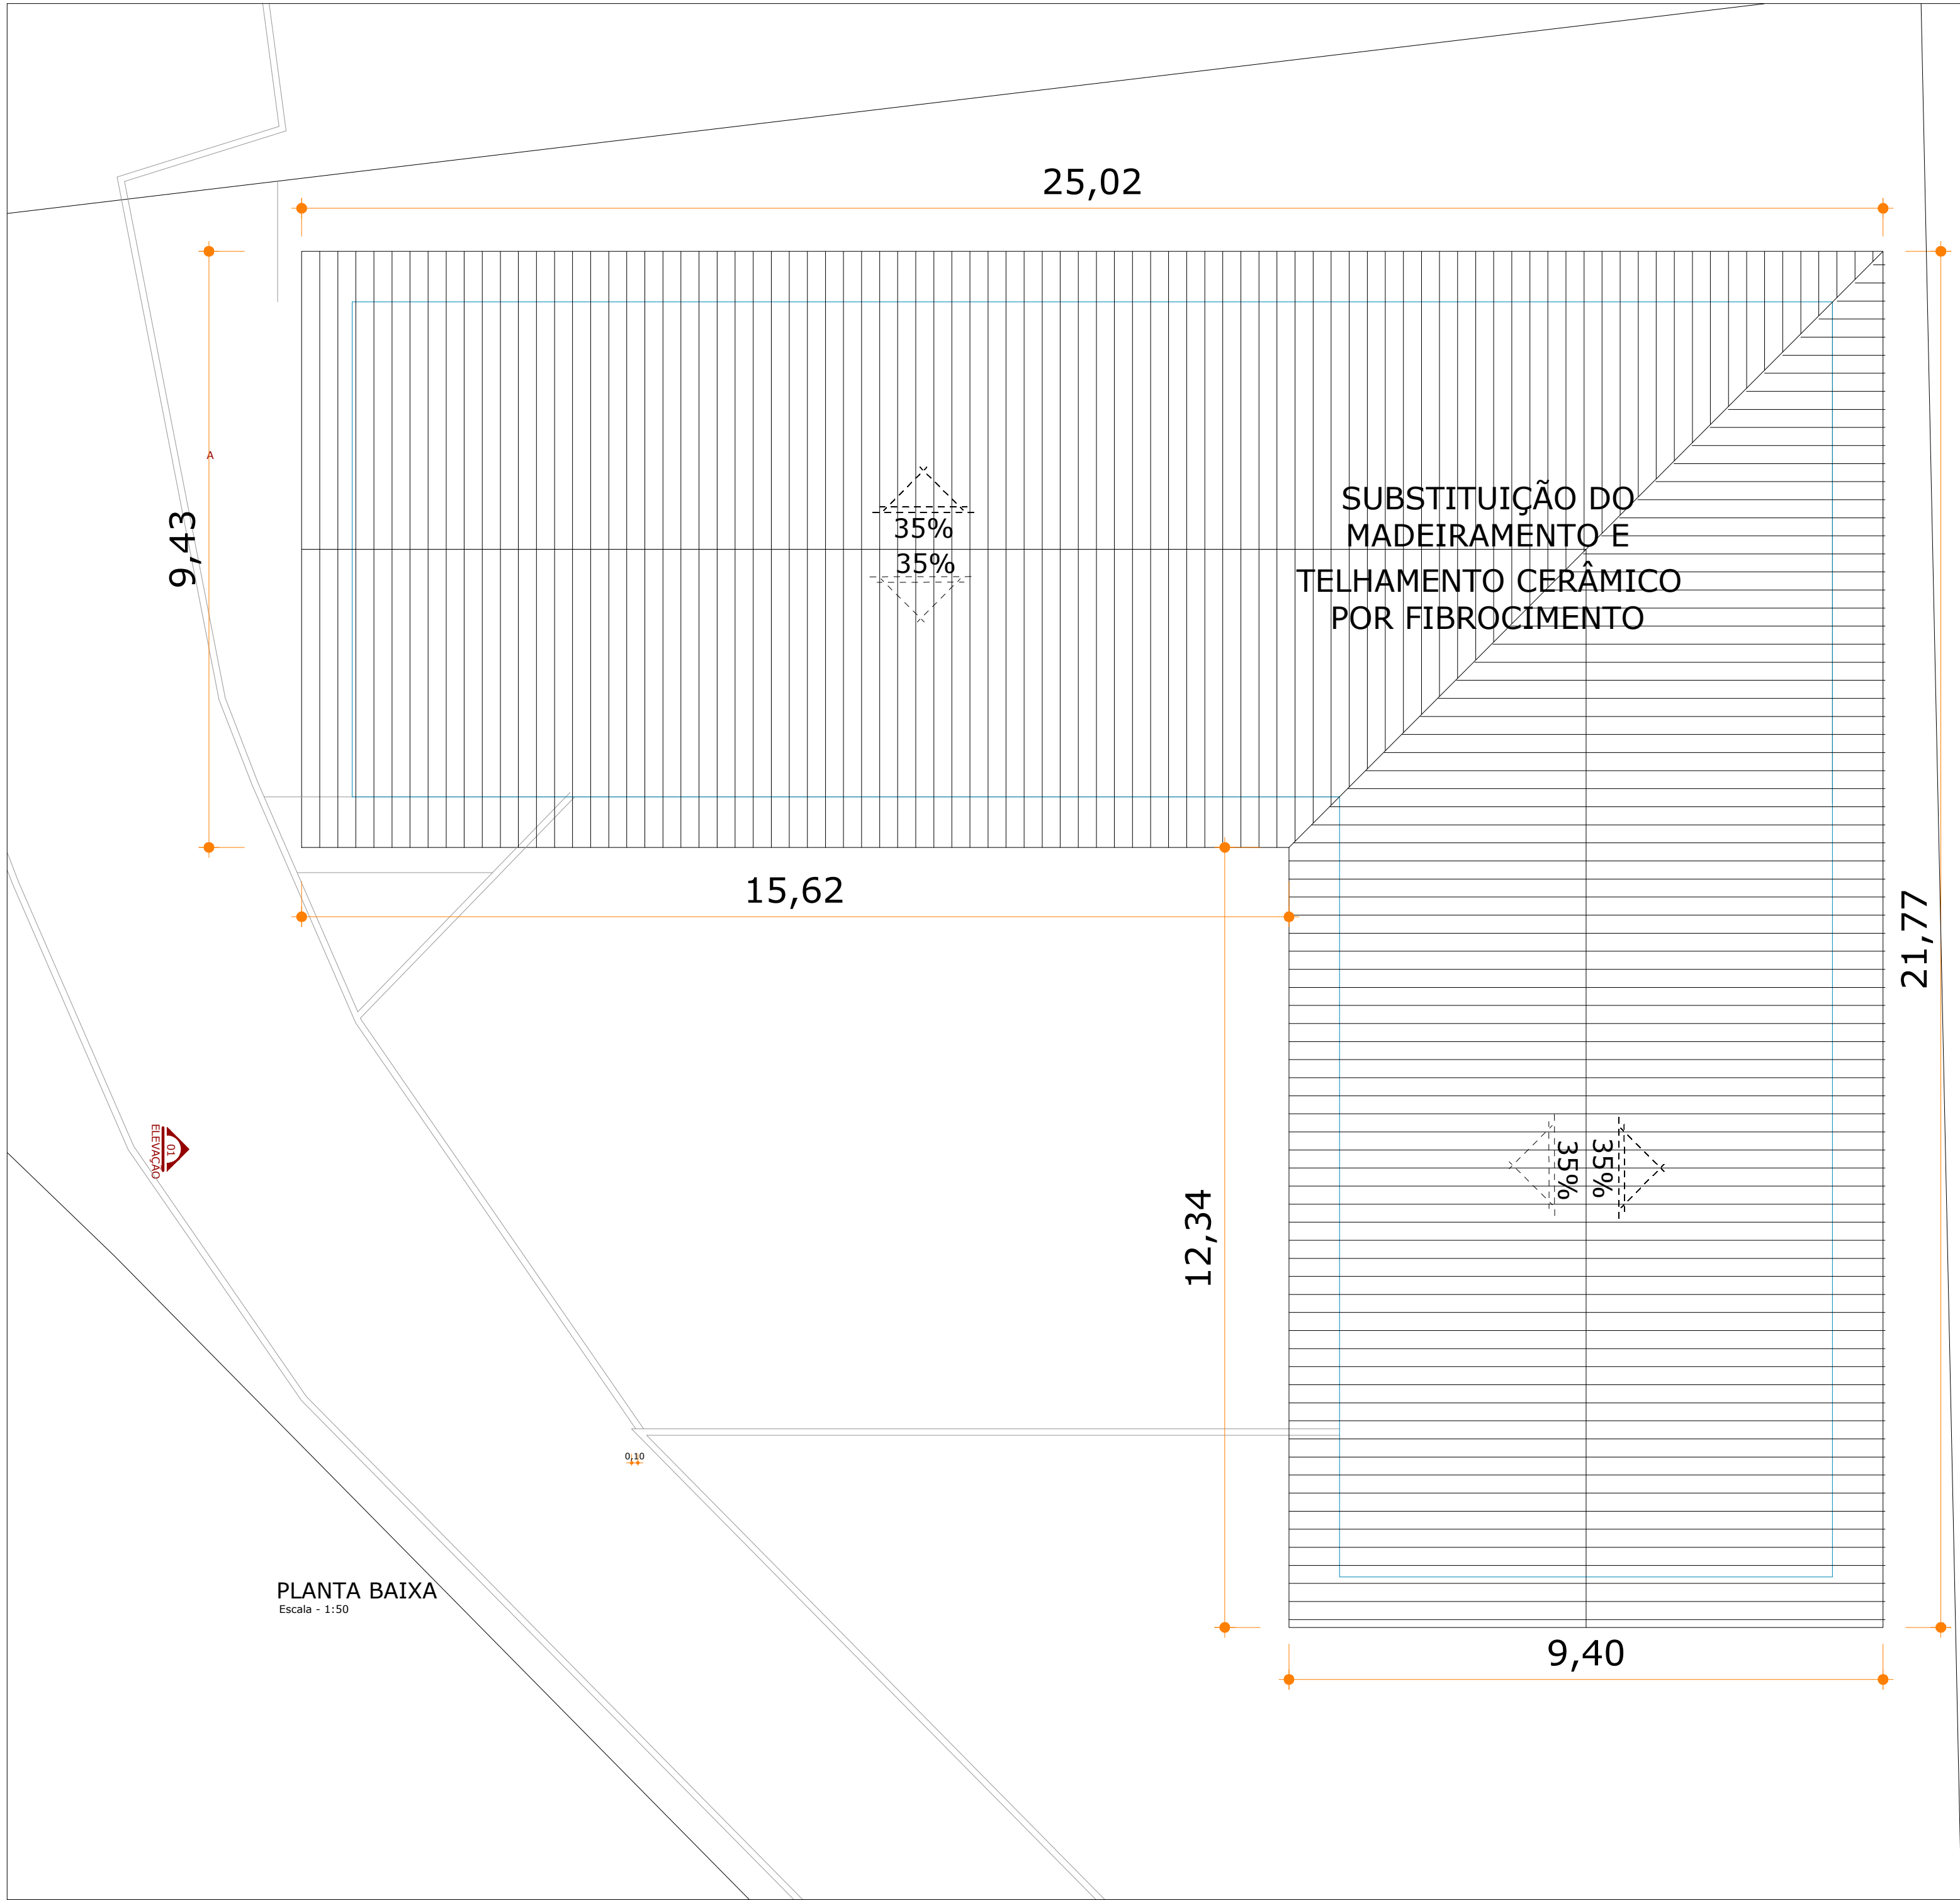 25,02
A
9,43
35%
35%
SUBSTITUIÇÃO DO
MADEIRAMENTO E
TELHAMENTO CERÂMICO
POR FIBROCIMENTO
15,62
21,77
01
ELEVAÇÃO
35%
35%
12,34
0,10
PLANTA BAIXA
Escala - 1:50
9,40